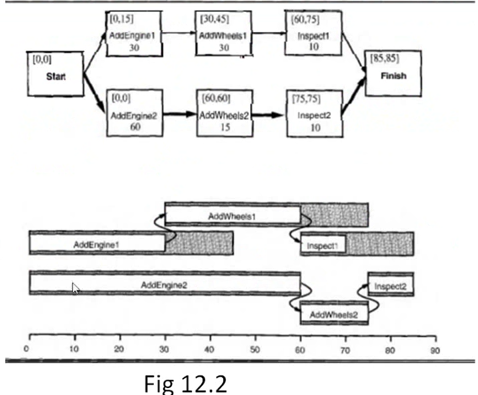 [0,15]
AddEngine1
30
[30,45]
AddWheels1
30
[60,75]
Inspect1
10
[0,0]
Start
[85,85]
Finish
[0,0]
AddEngine2
60
[60,60]
AddWheels2
15
[75,75]
Inspect2
10
AddWheels1
AddEngine1
Inspect1
AddEngine2
Inspect2
AddWheels2
0 10 20 30 40 50 60 70 80 90
Fig 12.2